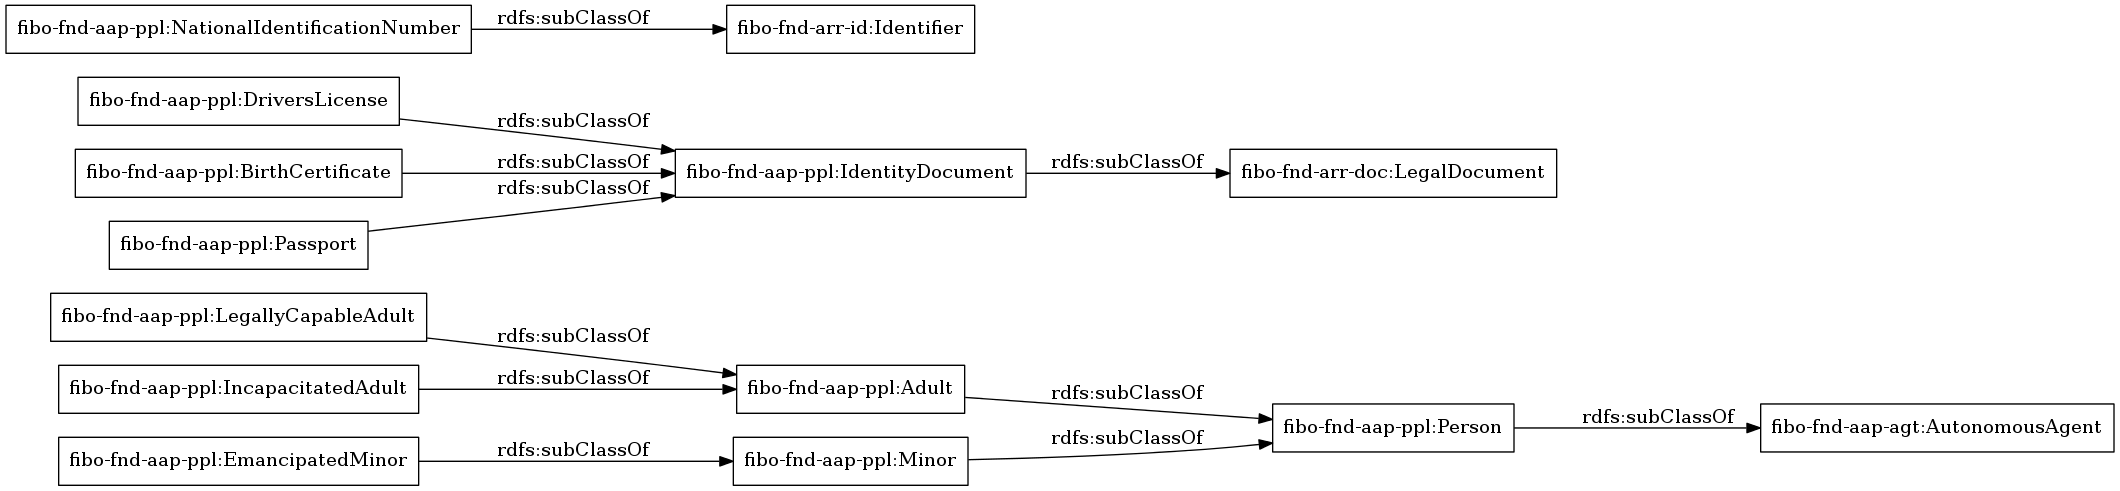 fibo-fnd-aap-ppl:NationalIdentificationNumber
rdfs:subClassOf
fibo-fnd-arr-id:Identifier
fibo-fnd-aap-ppl:DriversLicense
rdfs:subClassOf
fibo-fnd-aap-ppl:BirthCertificate
rdfs:subClassOf
fibo-fnd-aap-ppl:IdentityDocument
rdfs:subClassOf
fibo-fnd-arr-doc:LegalDocument
rdfs:subClassOf
fibo-fnd-aap-ppl:Passport
fibo-fnd-aap-ppl:LegallyCapableAdult
rdfs:subClassOf
fibo-fnd-aap-ppl:IncapacitatedAdult
rdfs:subClassOf
fibo-fnd-aap-ppl:Adult
rdfs:subClassOf
fibo-fnd-aap-ppl:Person
rdfs:subClassOf
fibo-fnd-aap-agt:AutonomousAgent
fibo-fnd-aap-ppl:EmancipatedMinor
rdfs:subClassOf
fibo-fnd-aap-ppl:Minor
rdfs:subClassOf